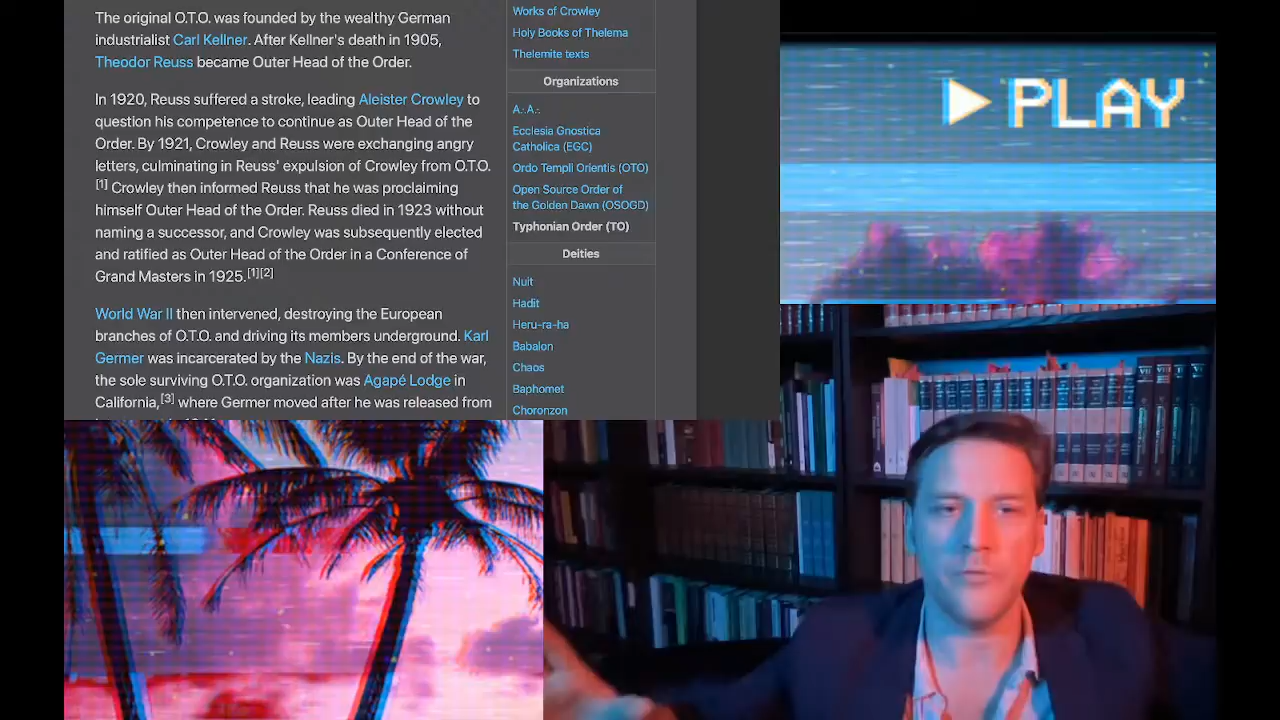 The original O.T.O. was founded by the wealthy German
industrialist Carl Kellner. After Kellner's death in 1905,
Theodor Reuss became Outer Head of the Order.
In 1920, Reuss suffered a stroke, leading Aleister Crowley to
question his competence to continue as Outer Head of the
Order. By 1921, Crowley and Reuss were exchanging angry
letters, culminating in Reuss' expulsion of Crowley from O.T.O.
[1] Crowley then informed Reuss that he was proclaiming
himself Outer Head of the Order. Reuss died in 1923 without
naming a successor, and Crowley was subsequently elected
and ratified as Outer Head of the Order in a Conference of
Grand Masters in 1925.[1][2]
World War II then intervened, destroying the European
branches of O.T.O. and driving its members underground. Karl
Germer was incarcerated by the Nazis. By the end of the war,
the sole surviving O.T.O. organization was Agapé Lodge in
California,[3] where Germer moved after he was released from
Works of Crowley
Holy Books of Thelema
Thelemite texts
Organizations
A∴A∴
Ecclesia Gnostica
Catholica (EGC)
Ordo Templi Orientis (OTO)
Open Source Order of
the Golden Dawn (OSOGD)
Typhonian Order (TO)
Deities
Nuit
Hadit
Heru-ra-ha
Babalon
Chaos
Baphomet
Choronzon
PLAY